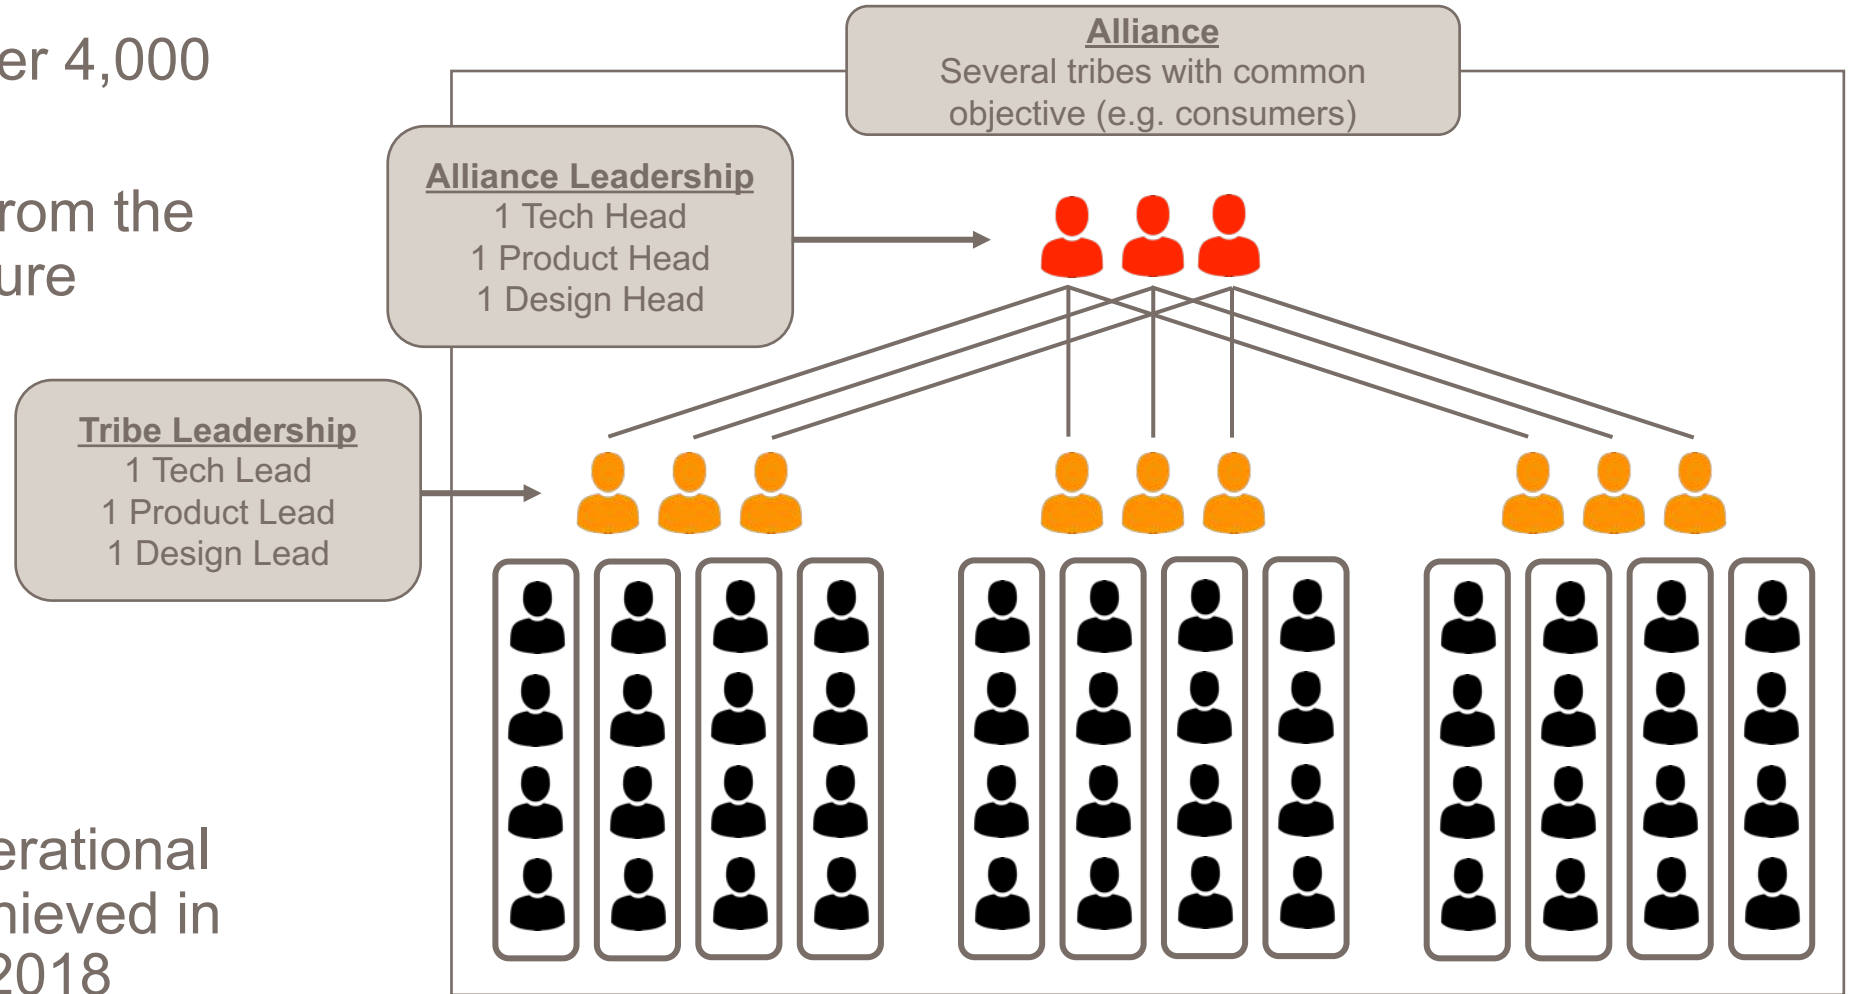 er 4,000
rom the
ure
erational
hieved in
2018
Alliance
Several tribes with common
objective (e.g. consumers)
Alliance Leadership
1 Tech Head
1 Product Head
1 Design Head
Tribe Leadership
1 Tech Lead
1 Product Lead
1 Design Lead